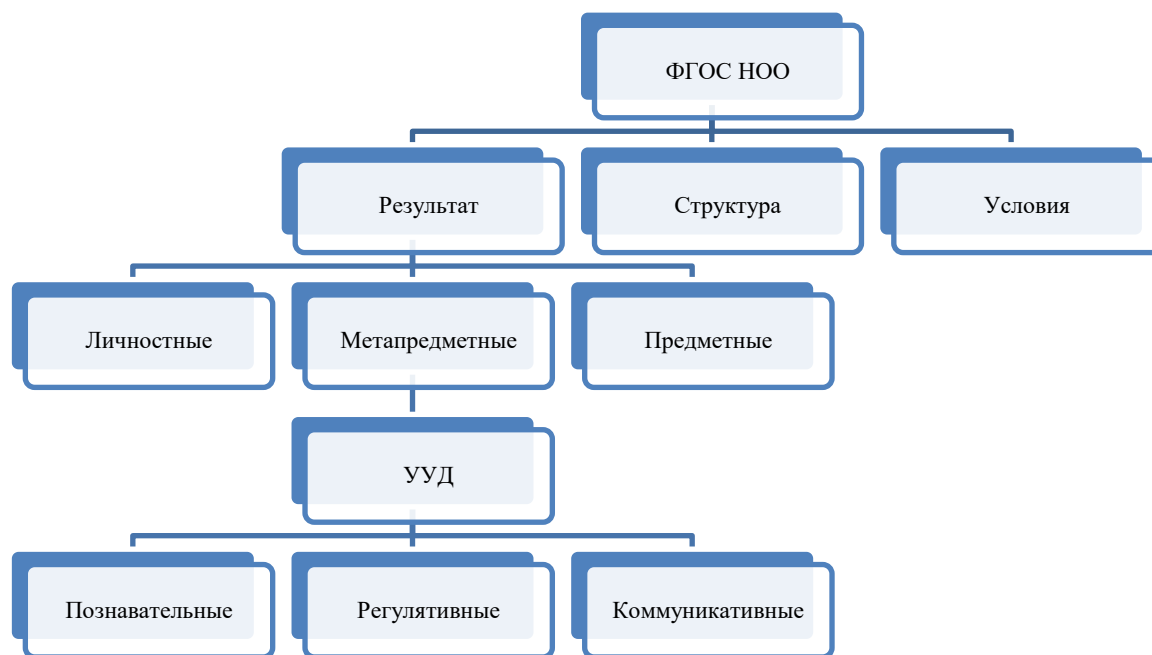 ФГОС НОО
Результат
Структура
Условия
Личностные
Метапредметные
Предметные
УУД
Познавательные
Регулятивные
Коммуникативные